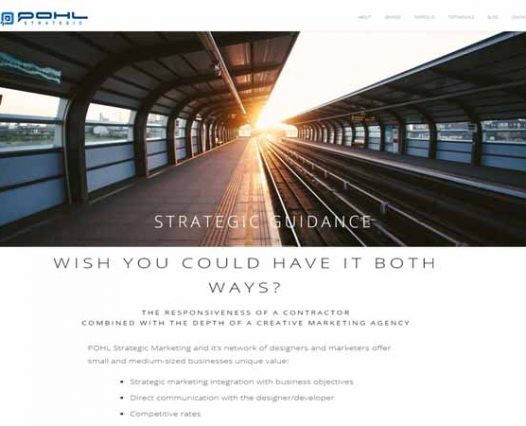 POHL
STRATEGIC
ABOUT SERVICES PORTFOLIO TESTIMONIALS BLOG
STRATEGIC GUIDANCE
WISH YOU COULD HAVE IT BOTH
WAYS?
THE RESPONSIVENESS OF A CONTRACTOR
COMBINED WITH THE DEPTH OF A CREATIVE MARKETING AGENCY
POHL Strategic Marketing and it's network of designers and marketers offer
small and medium-sized businesses unique value:
• Strategic marketing integration with business objectives
• Direct communication with the designer/developer
• Competitive rates